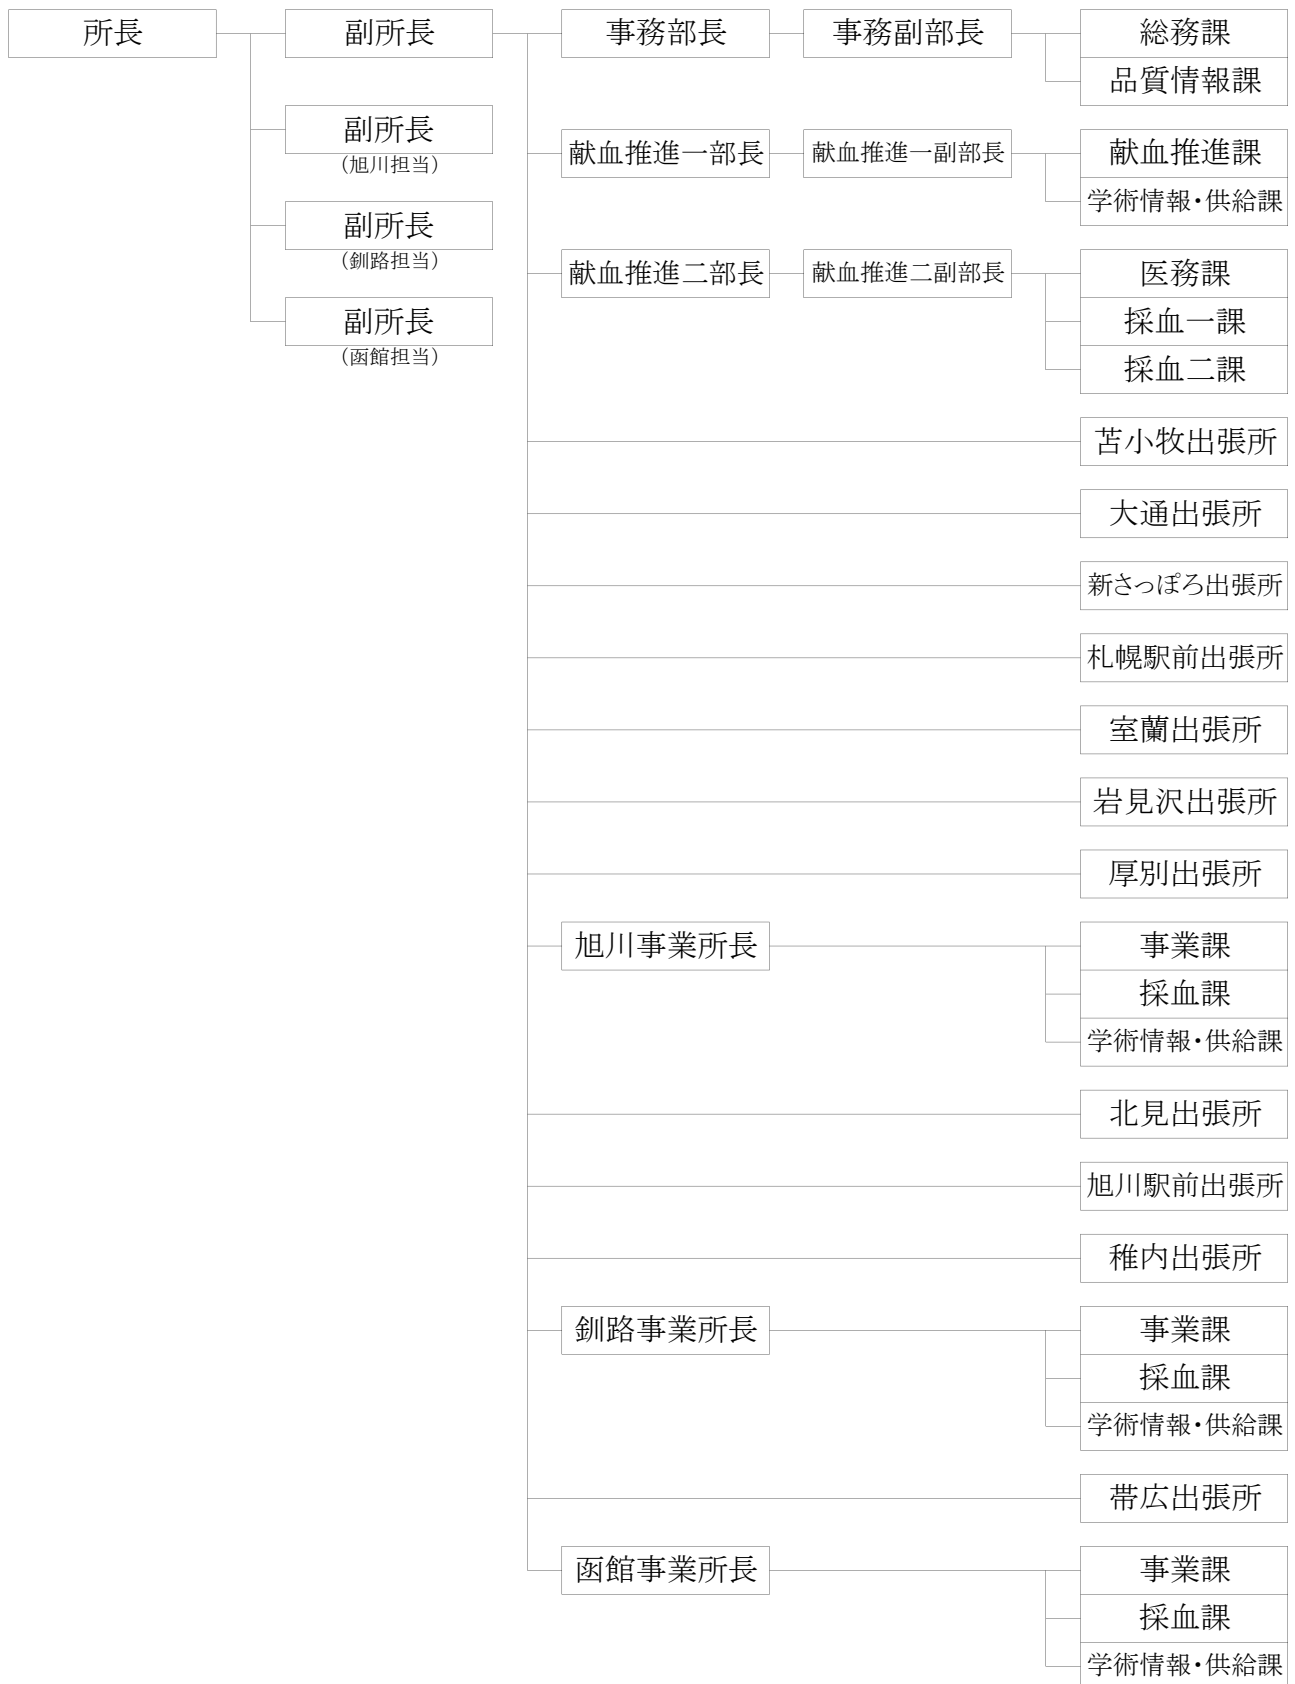 所長
副所長
事務部長
事務副部長
総務課
品質情報課
副所長
(旭川担当)
献血推進一部長
献血推進一副部長
献血推進課
学術情報・供給課
副所長
(釧路担当)
献血推進二部長
献血推進二副部長
医務課
採血一課
採血二課
副所長
(函館担当)
苫小牧出張所
大通出張所
新さっぽろ出張所
札幌駅前出張所
室蘭出張所
岩見沢出張所
厚別出張所
旭川事業所長
事業課
採血課
学術情報・供給課
北見出張所
旭川駅前出張所
稚内出張所
釧路事業所長
事業課
採血課
学術情報・供給課
帯広出張所
函館事業所長
事業課
採血課
学術情報・供給課